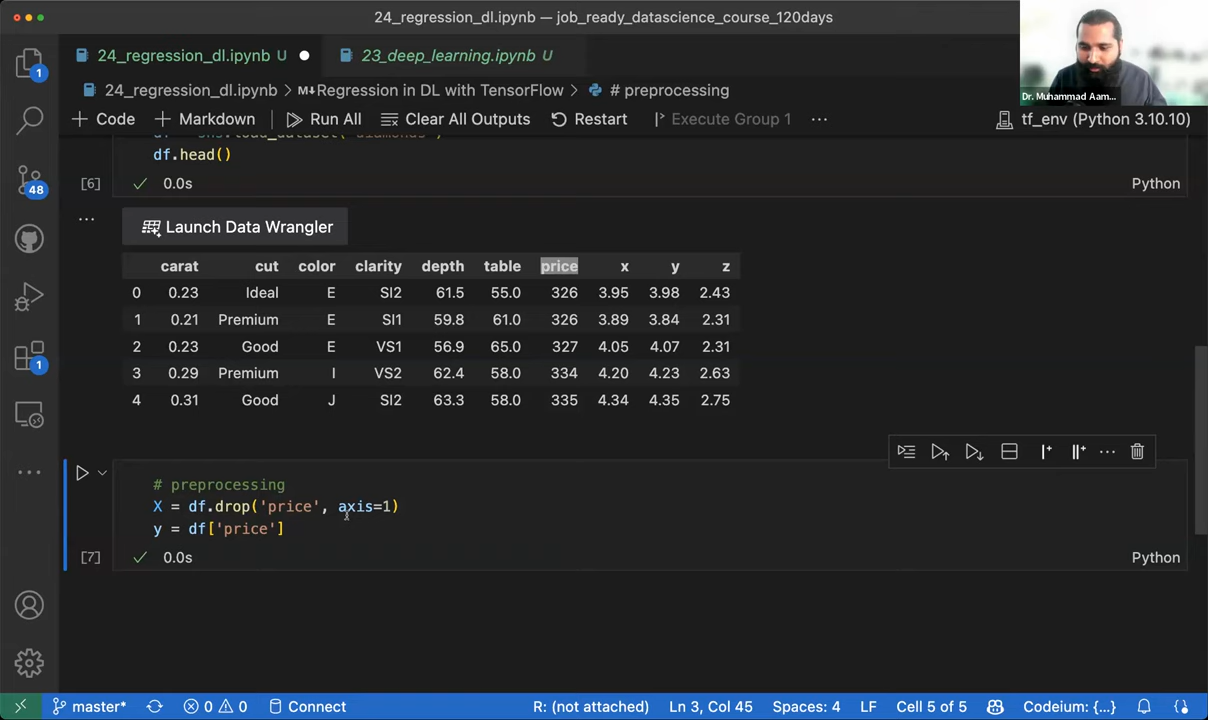 24_regression_dl.ipynb — job_ready_datascience_course_120days
24_regression_dl.ipynb U
23_deep_learning.ipynb U
24_regression_dl.ipynb > M↓Regression in DL with TensorFlow > # preprocessing
Dr. Muhammad Aam...
+ Code + Markdown Run All Clear All Outputs Restart Execute Group 1 ...
tf_env (Python 3.10.10)
df = sns.load_dataset("diamonds")
df.head()
[6] 0.0s Python
Launch Data Wrangler
carat cut color clarity depth table price x y z
0 0.23 Ideal E SI2 61.5 55.0 326 3.95 3.98 2.43
1 0.21 Premium E SI1 59.8 61.0 326 3.89 3.84 2.31
2 0.23 Good E VS1 56.9 65.0 327 4.05 4.07 2.31
3 0.29 Premium I VS2 62.4 58.0 334 4.20 4.23 2.63
4 0.31 Good J SI2 63.3 58.0 335 4.34 4.35 2.75
# preprocessing
X = df.drop('price', axis=1)
y = df['price']
[7] 0.0s Python
1
48
1
master* 0 0 Connect R: (not attached) Ln 3, Col 45 Spaces: 4 LF Cell 5 of 5 Codeium: {...}